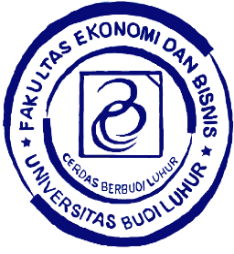 ★ FAKULTAS EKONOMI DAN BISNIS ★
CERDAS BERBUDI LUHUR
UNIVERSITAS BUDI LUHUR